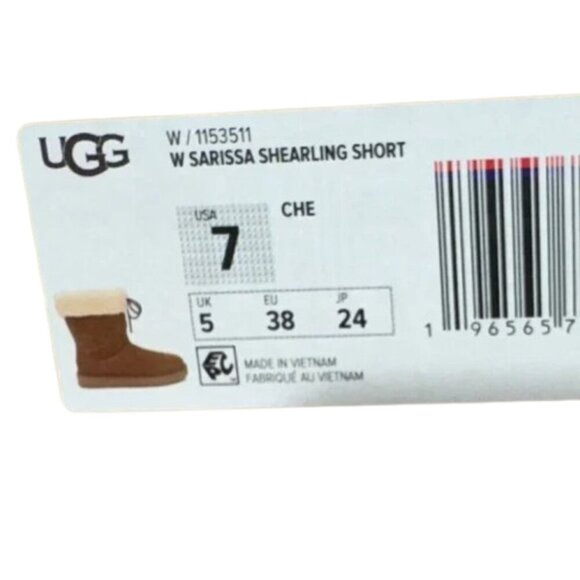 UGG
W / 1153511
W SARISSA SHEARLING SHORT
USA
7
CHE
UK EU JP
5 38 24
1 96565 7
MADE IN VIETNAM
FABRIQUÉ AU VIETNAM